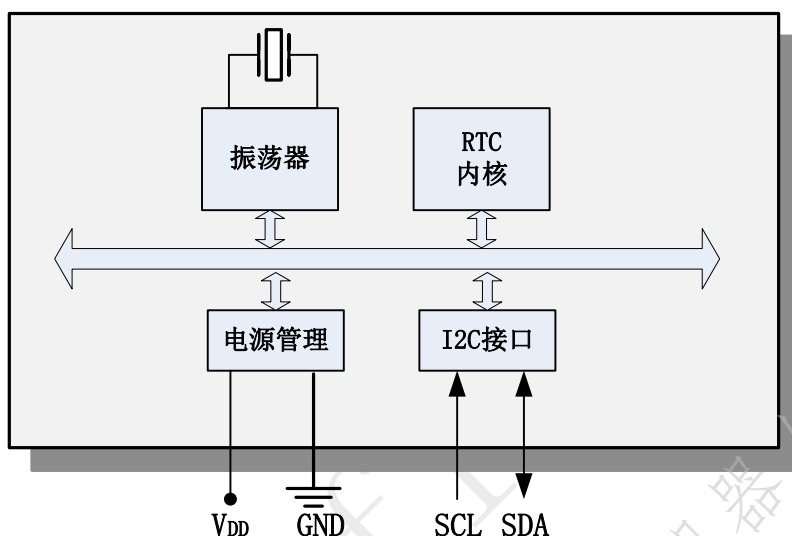 振荡器
RTC
内核
电源管理
I2C接口
VDD
GND
SCL
SDA